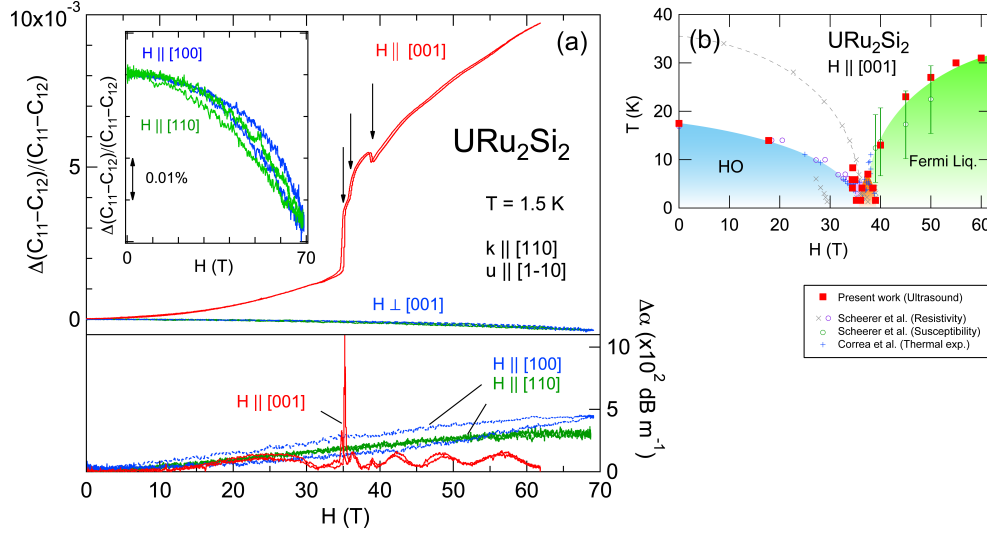 10x10⁻³
(a)
H || [001]
H || [100]
H || [110]
0.01%
Δ(C₁₁−C₁₂)/(C₁₁−C₁₂)
0
70
H (T)
5
0
Δ(C₁₁−C₁₂)/(C₁₁−C₁₂)
URu₂Si₂
T = 1.5 K
k || [110]
u || [1-10]
H ⊥ [001]
H || [001]
H || [100]
H || [110]
10
5
0
Δα (x10² dB m⁻¹)
0 10 20 30 40 50 60 70
H (T)
(b)
URu₂Si₂
H || [001]
40
30
20
10
0
T (K)
HO
Fermi Liq.
0 10 20 30 40 50 60
H (T)
Present work (Ultrasound)
Scheerer et al. (Resistivity)
Scheerer et al. (Susceptibility)
Correa et al. (Thermal exp.)